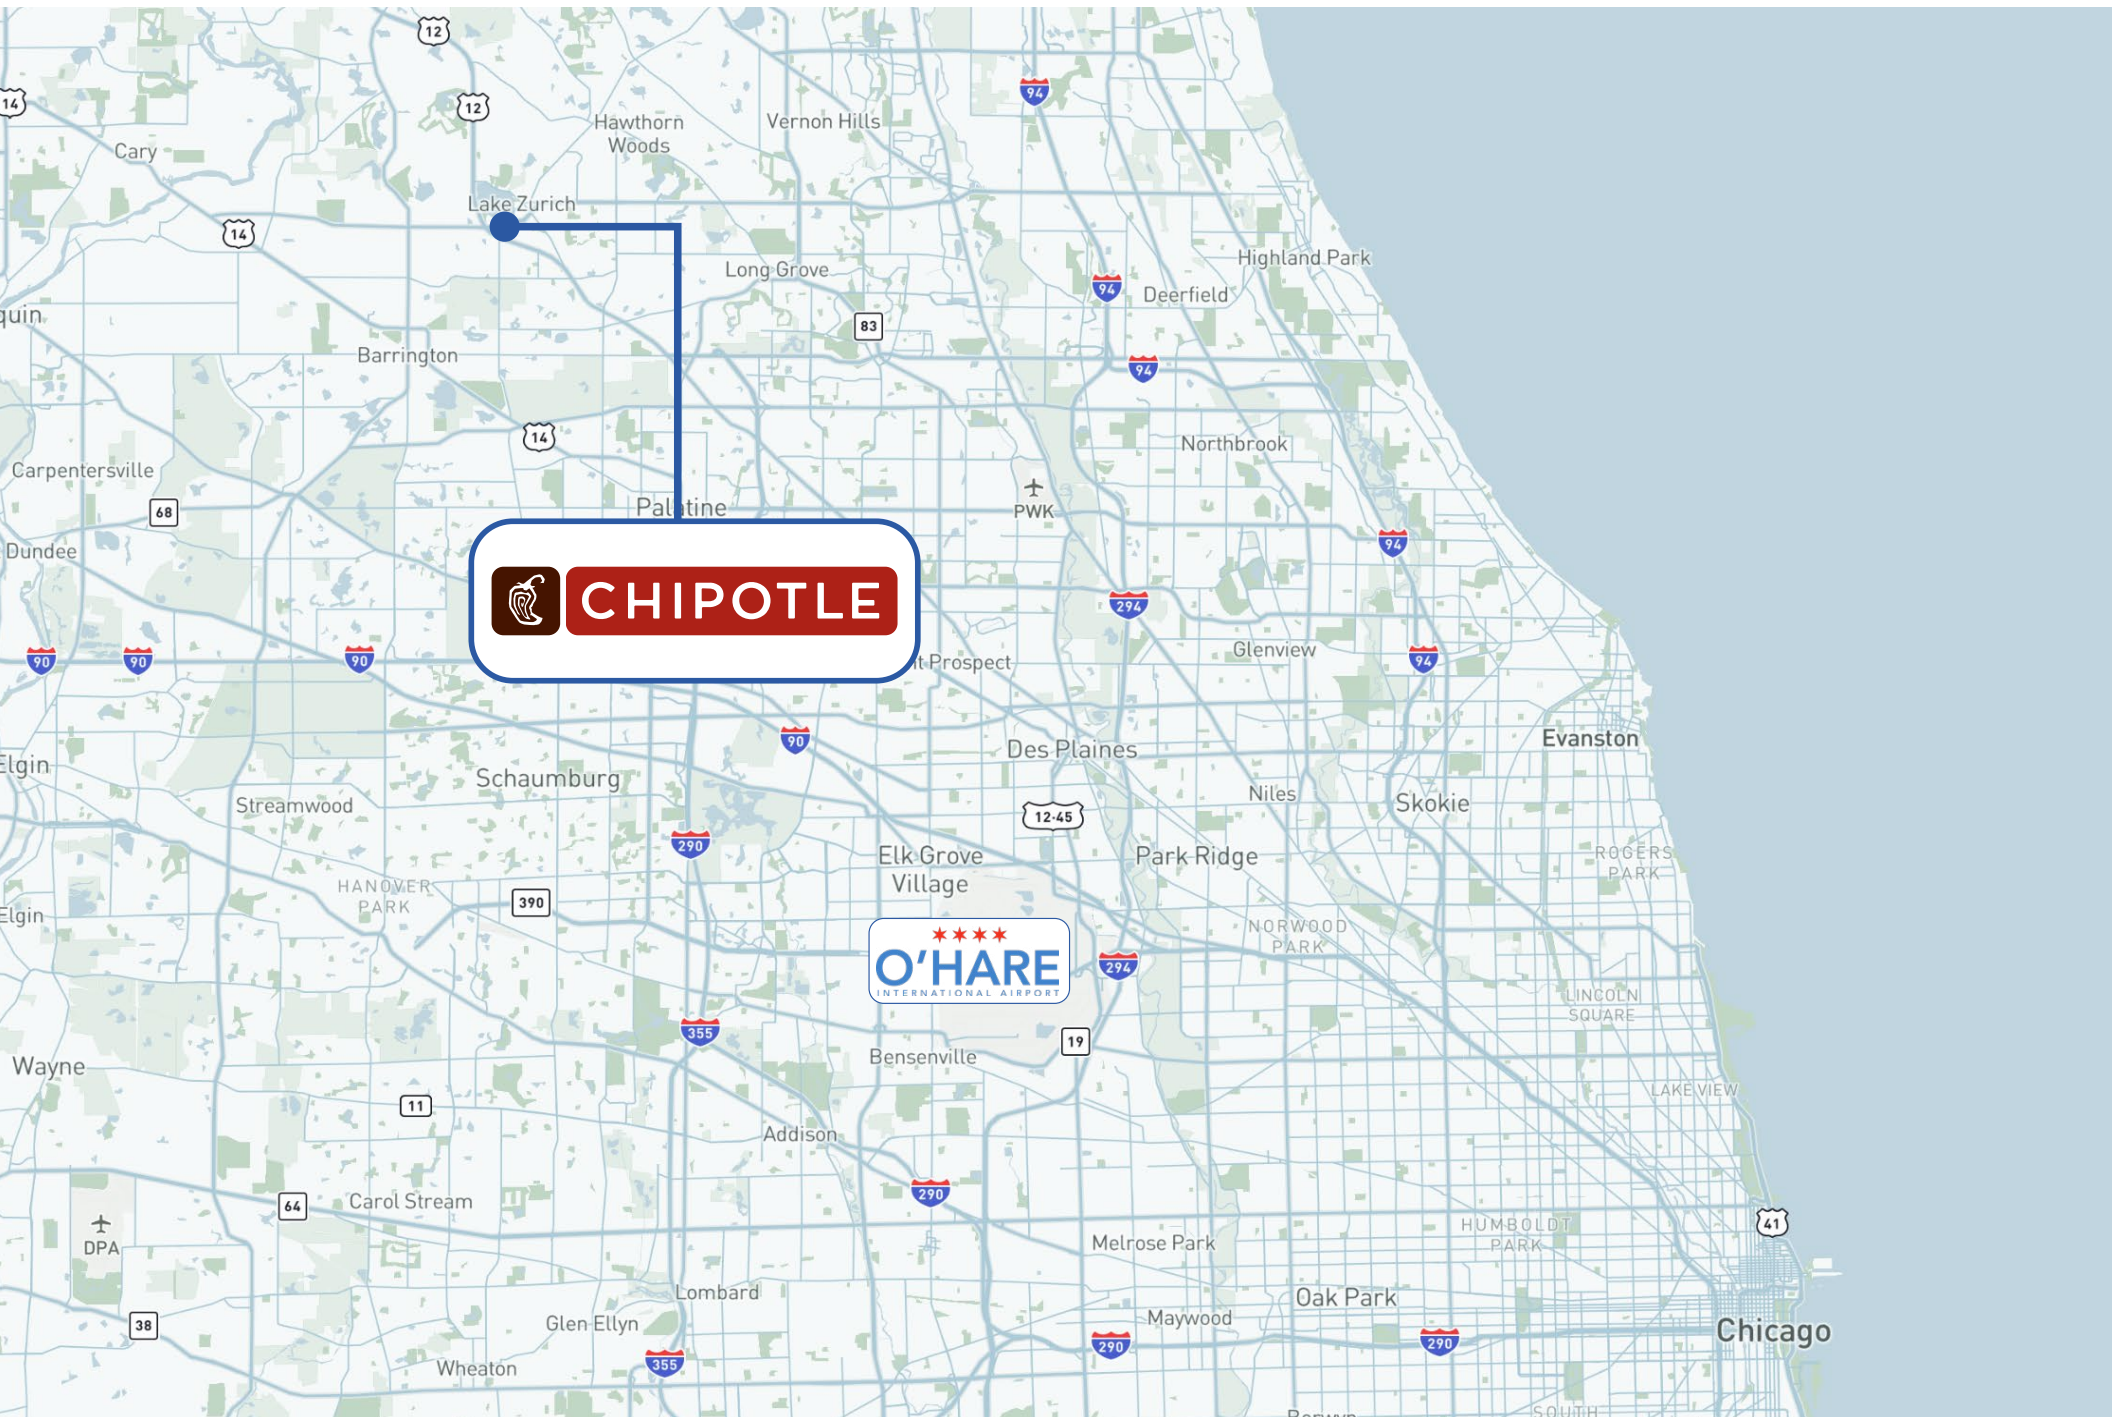 12
94
14
12
Hawthorn
Woods
Vernon Hills
Cary
Lake Zurich
14
Highland Park
Long Grove
94
Deerfield
quin
83
Barrington
94
14
Northbrook
Carpentersville
68
Palatine
PWK
94
Dundee
CHIPOTLE
294
Glenview
90
90
90
94
t Prospect
90
Evanston
Des Plaines
Elgin
Schaumburg
Niles
Skokie
Streamwood
12·45
290
Elk Grove
Village
Park Ridge
ROGERS
PARK
HANOVER
PARK
390
Elgin
NORWOOD
PARK
O'HARE
INTERNATIONAL AIRPORT
294
LINCOLN
SQUARE
355
19
Bensenville
Wayne
LAKE VIEW
11
Addison
290
64
Carol Stream
41
HUMBOLDT
PARK
DPA
Melrose Park
Lombard
Oak Park
Glen Ellyn
Maywood
38
Chicago
290
290
355
Wheaton
SOUTH